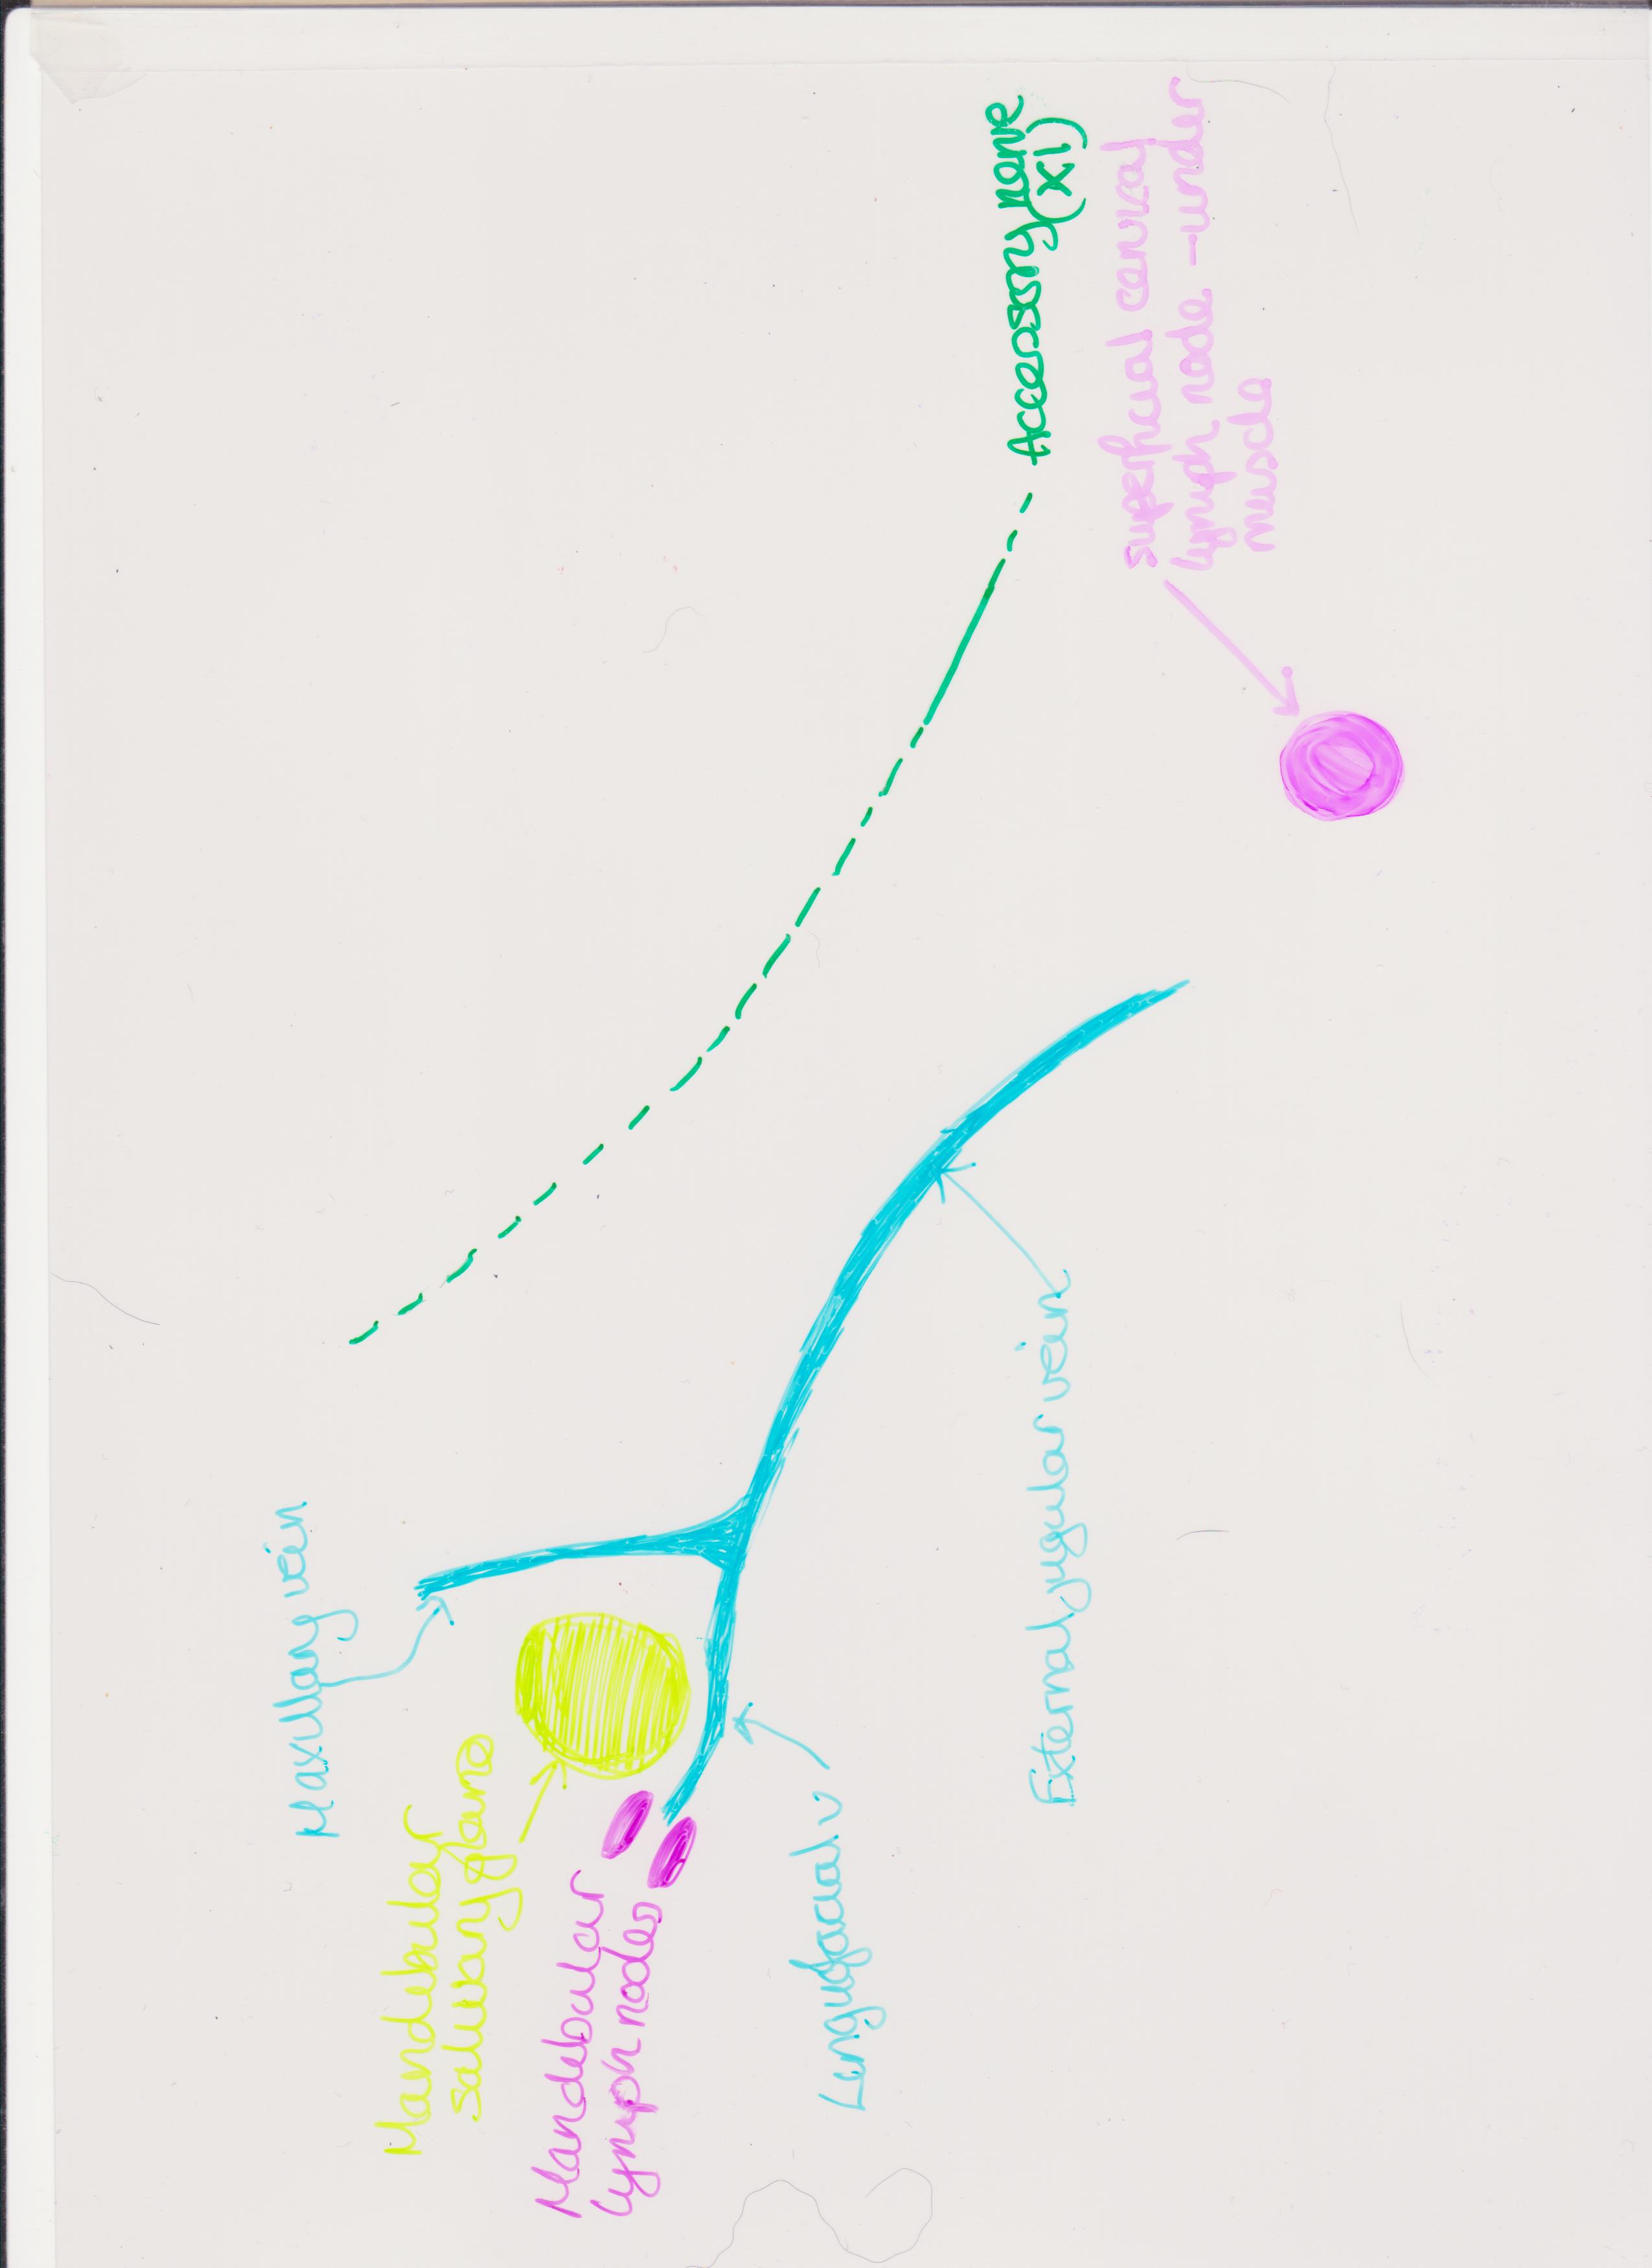 Accessory nerve
(XI)
superficial cervical
lymph node - under
muscle
External jugular vein
Maxillary vein
Mandibular
salivary gland
Mandibular
lymph nodes
Linguofacial v